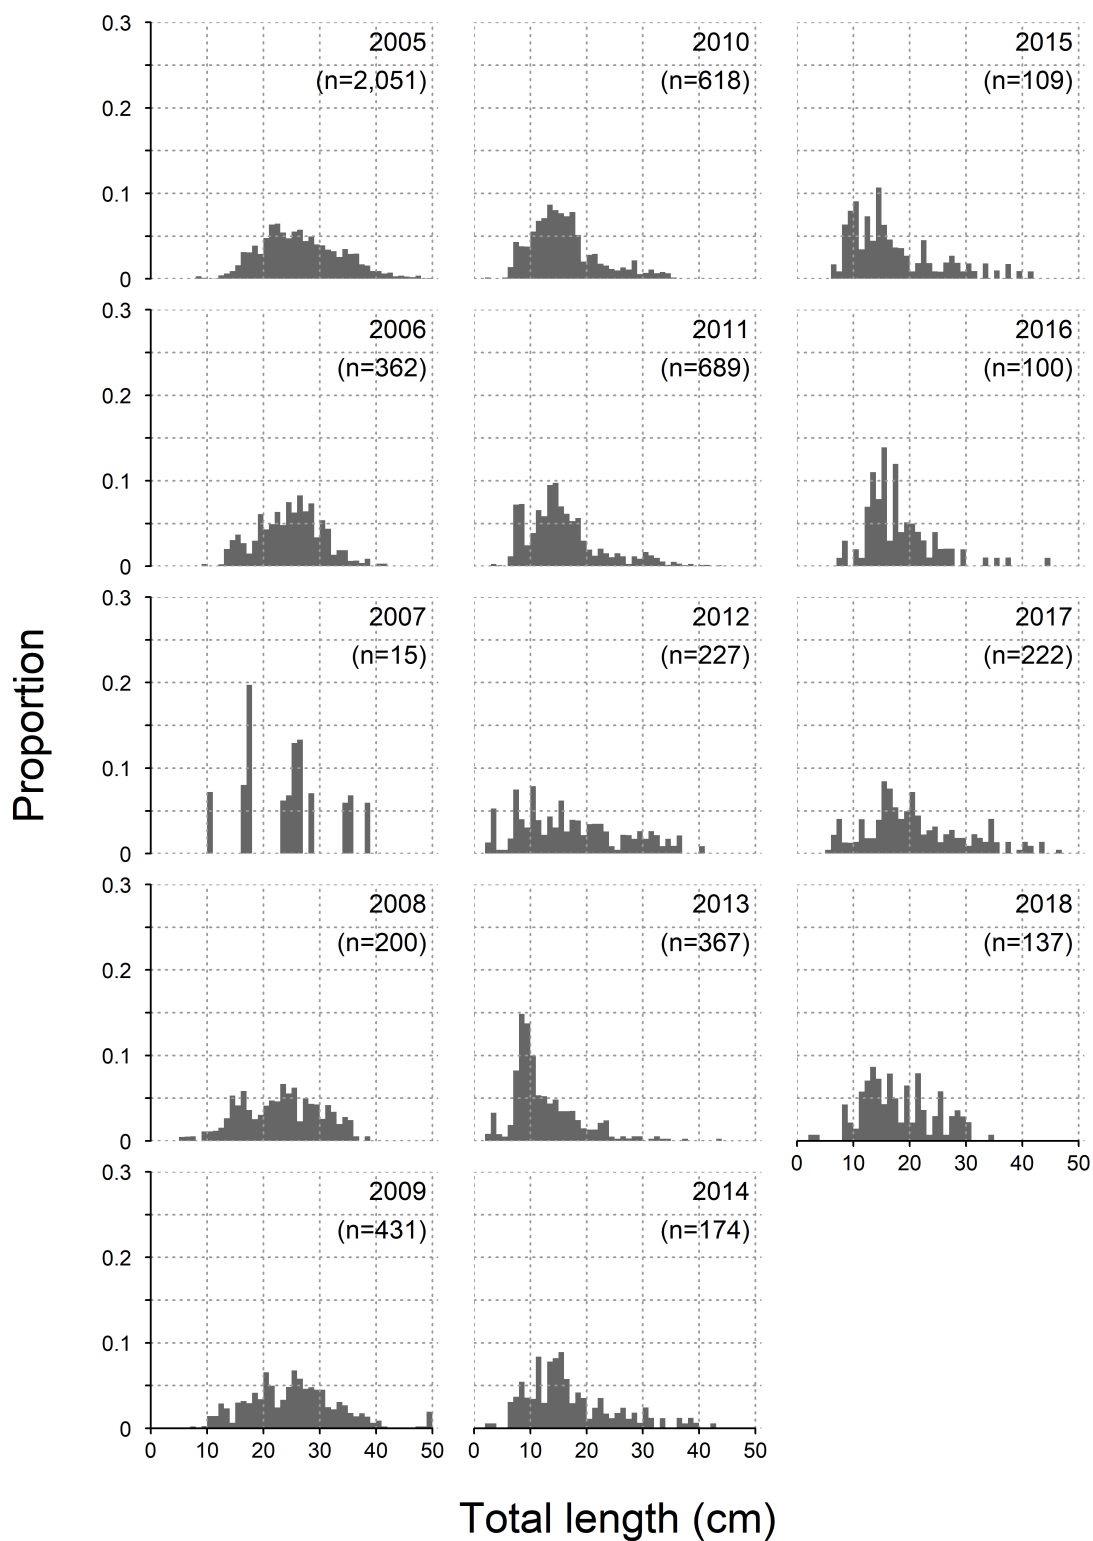 0.3
0.2
0.1
0
2005
(n=2,051)
2010
(n=618)
2015
(n=109)
0.3
0.2
0.1
0
2006
(n=362)
2011
(n=689)
2016
(n=100)
0.3
0.2
0.1
0
2007
(n=15)
2012
(n=227)
2017
(n=222)
Proportion
0.3
0.2
0.1
0
2008
(n=200)
2013
(n=367)
2018
(n=137)
0 10 20 30 40 50
0.3
0.2
0.1
0
2009
(n=431)
2014
(n=174)
0 10 20 30 40 50
0 10 20 30 40 50
Total length (cm)